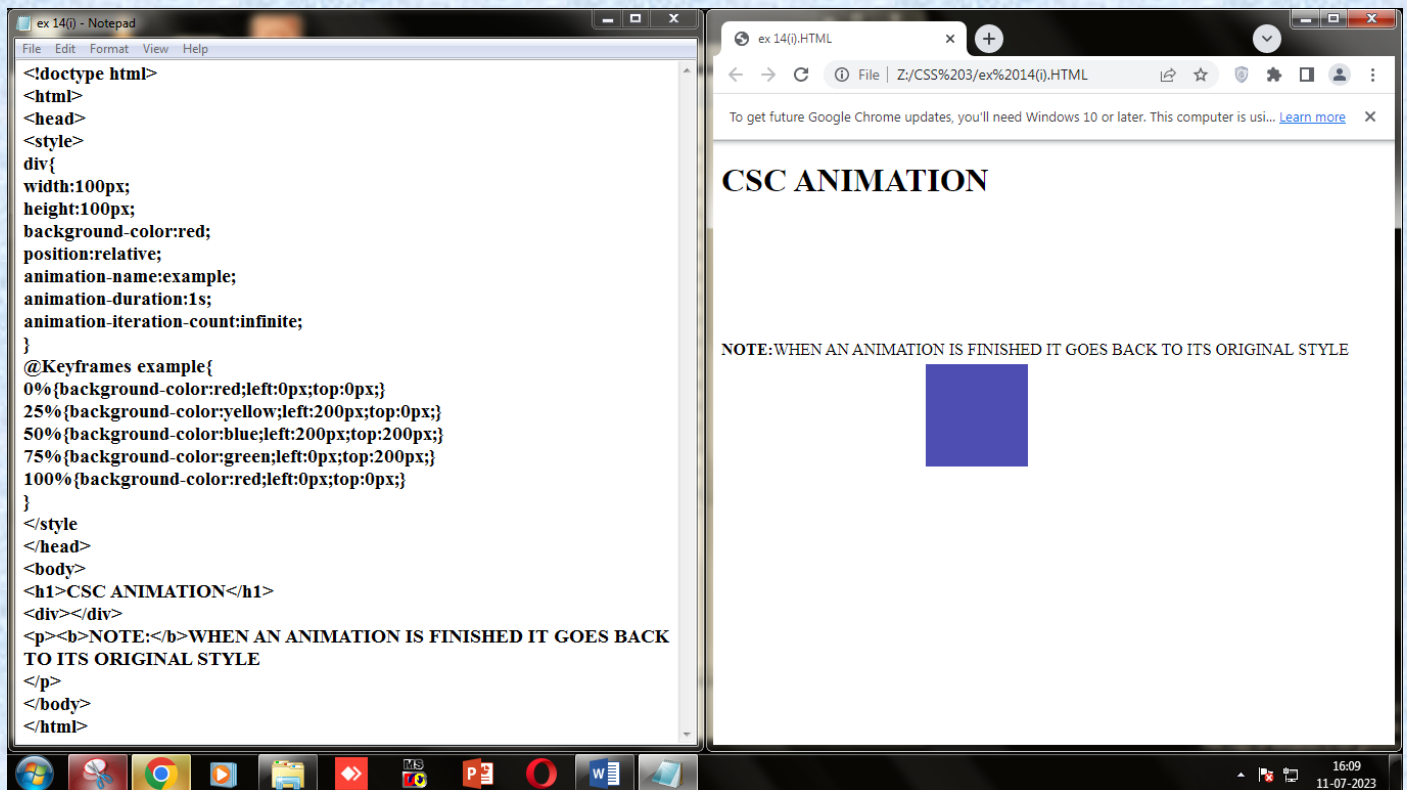 ex 14(i) - Notepad
File Edit Format View Help
<!doctype html>
<html>
<head>
<style>
div{
width:100px;
height:100px;
background-color:red;
position:relative;
animation-name:example;
animation-duration:1s;
animation-iteration-count:infinite;
}
@Keyframes example{
0%{background-color:red;left:0px;top:0px;}
25%{background-color:yellow;left:200px;top:0px;}
50%{background-color:blue;left:200px;top:200px;}
75%{background-color:green;left:0px;top:200px;}
100%{background-color:red;left:0px;top:0px;}
}
</style
</head>
<body>
<h1>CSC ANIMATION</h1>
<div></div>
<p><b>NOTE:</b>WHEN AN ANIMATION IS FINISHED IT GOES BACK
TO ITS ORIGINAL STYLE
</p>
</body>
</html>
ex 14(i).HTML
File Z:/CSS%203/ex%2014(i).HTML
To get future Google Chrome updates, you'll need Windows 10 or later. This computer is usi... Learn more
CSC ANIMATION
NOTE:WHEN AN ANIMATION IS FINISHED IT GOES BACK TO ITS ORIGINAL STYLE
MS
P
W
16:09
11-07-2023